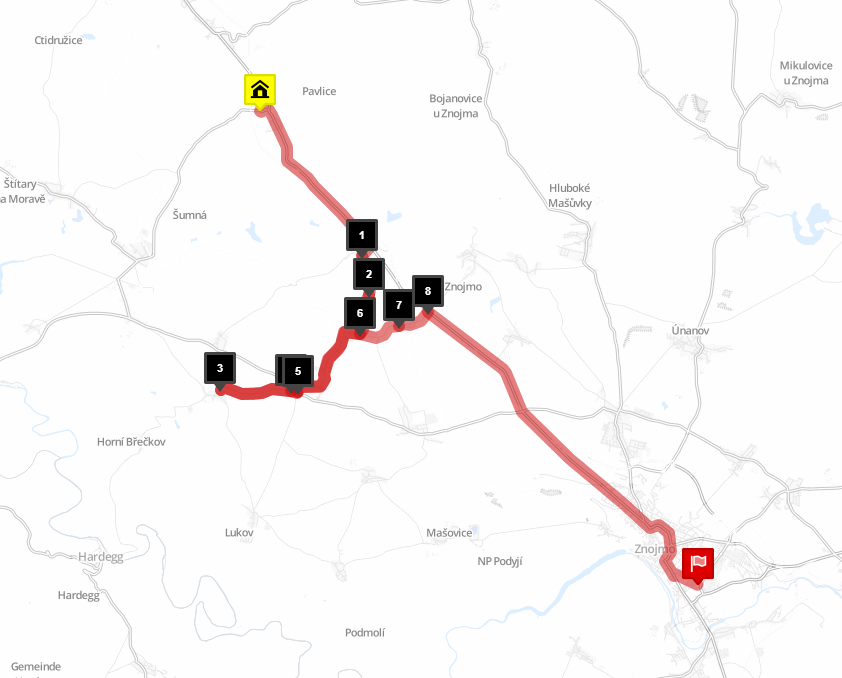 Ctidružice
Mikulovice
u Znojma
Pavlice
Bojanovice
u Znojma
Štítary
na Moravě
Hluboké
Mašůvky
Šumná
1
2
Znojmo
8
7
6
Únanov
3
5
Horní Břečkov
Lukov
Mašovice
Znojmo
Hardegg
NP Podyjí
Hardegg
Podmolí
Gemeinde